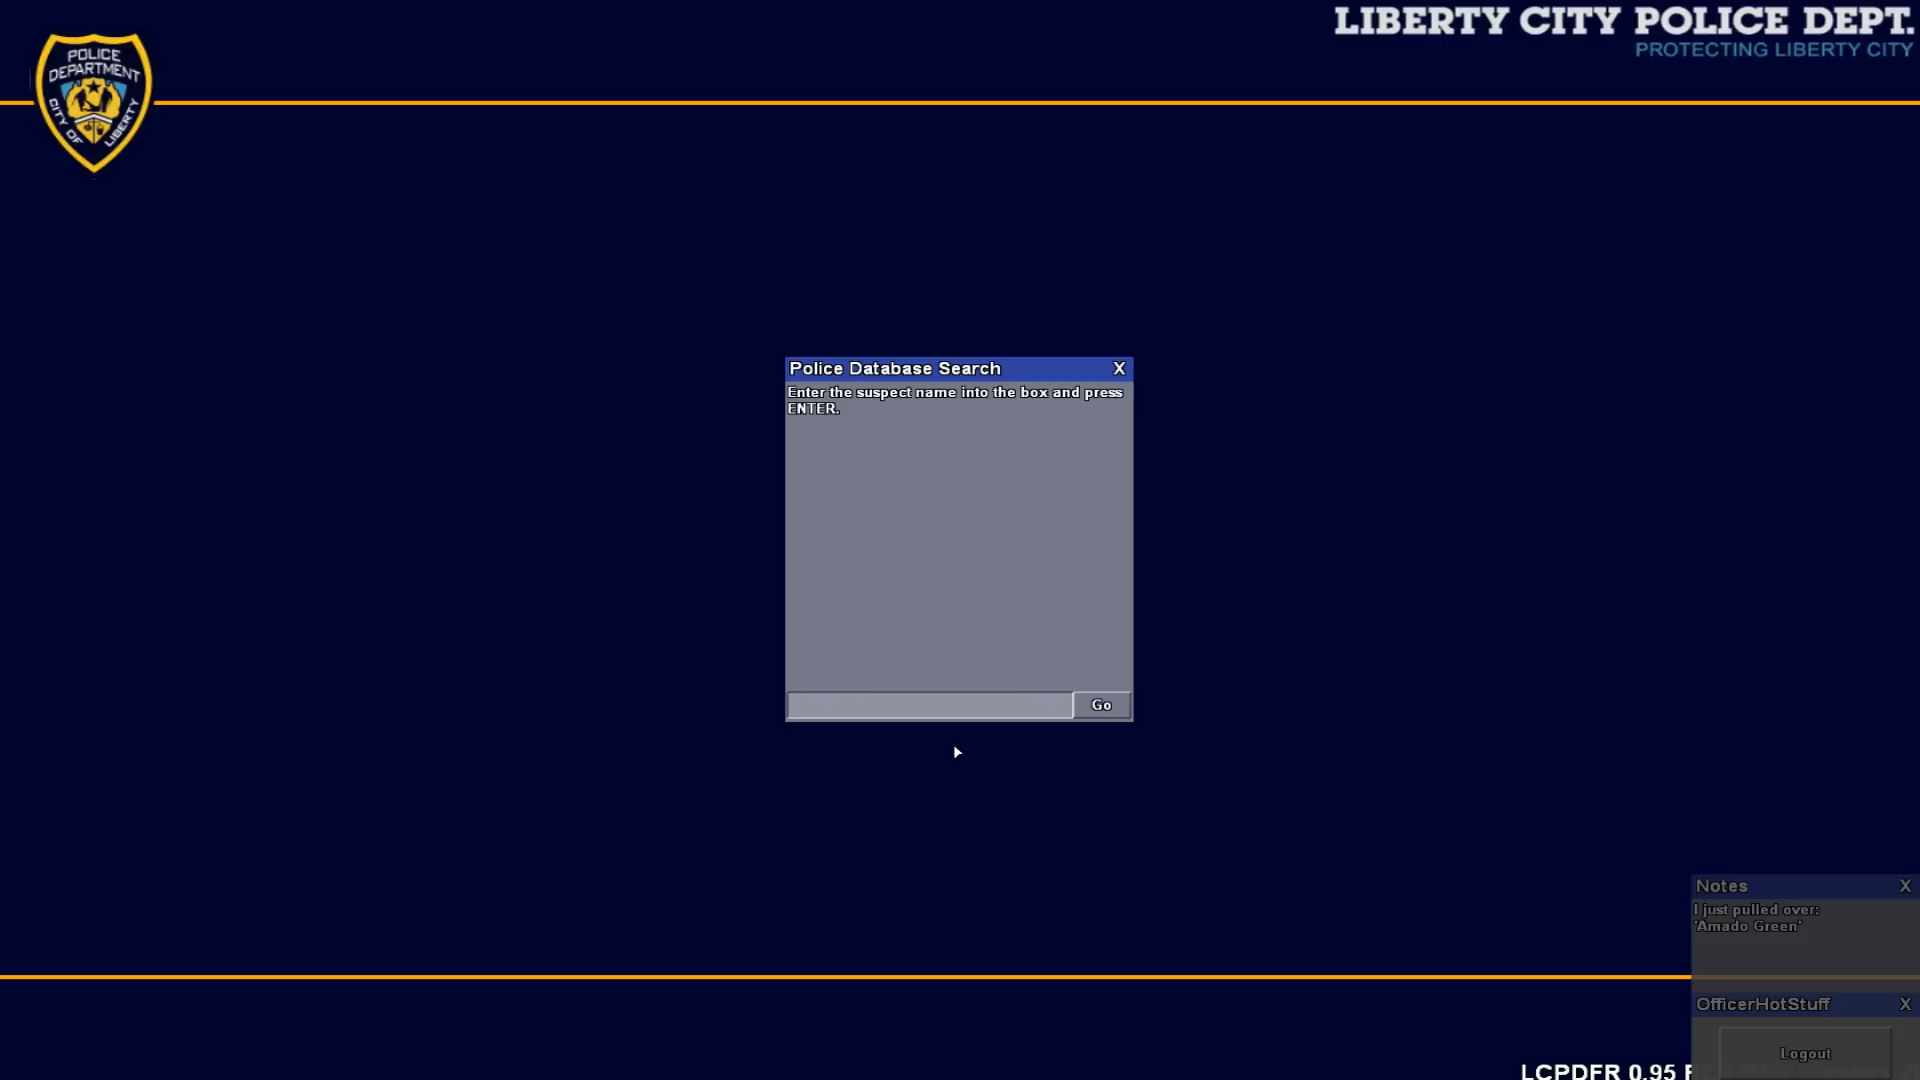 LIBERTY CITY POLICE DEPT.
PROTECTING LIBERTY CITY
POLICE
DEPARTMENT
CITY OF
LIBERTY
Police Database Search X
Enter the suspect name into the box and press
ENTER.
Go
Notes X
I just pulled over:
'Amado Green'
OfficerHotStuff X
Logout
LCPDFR 0.95